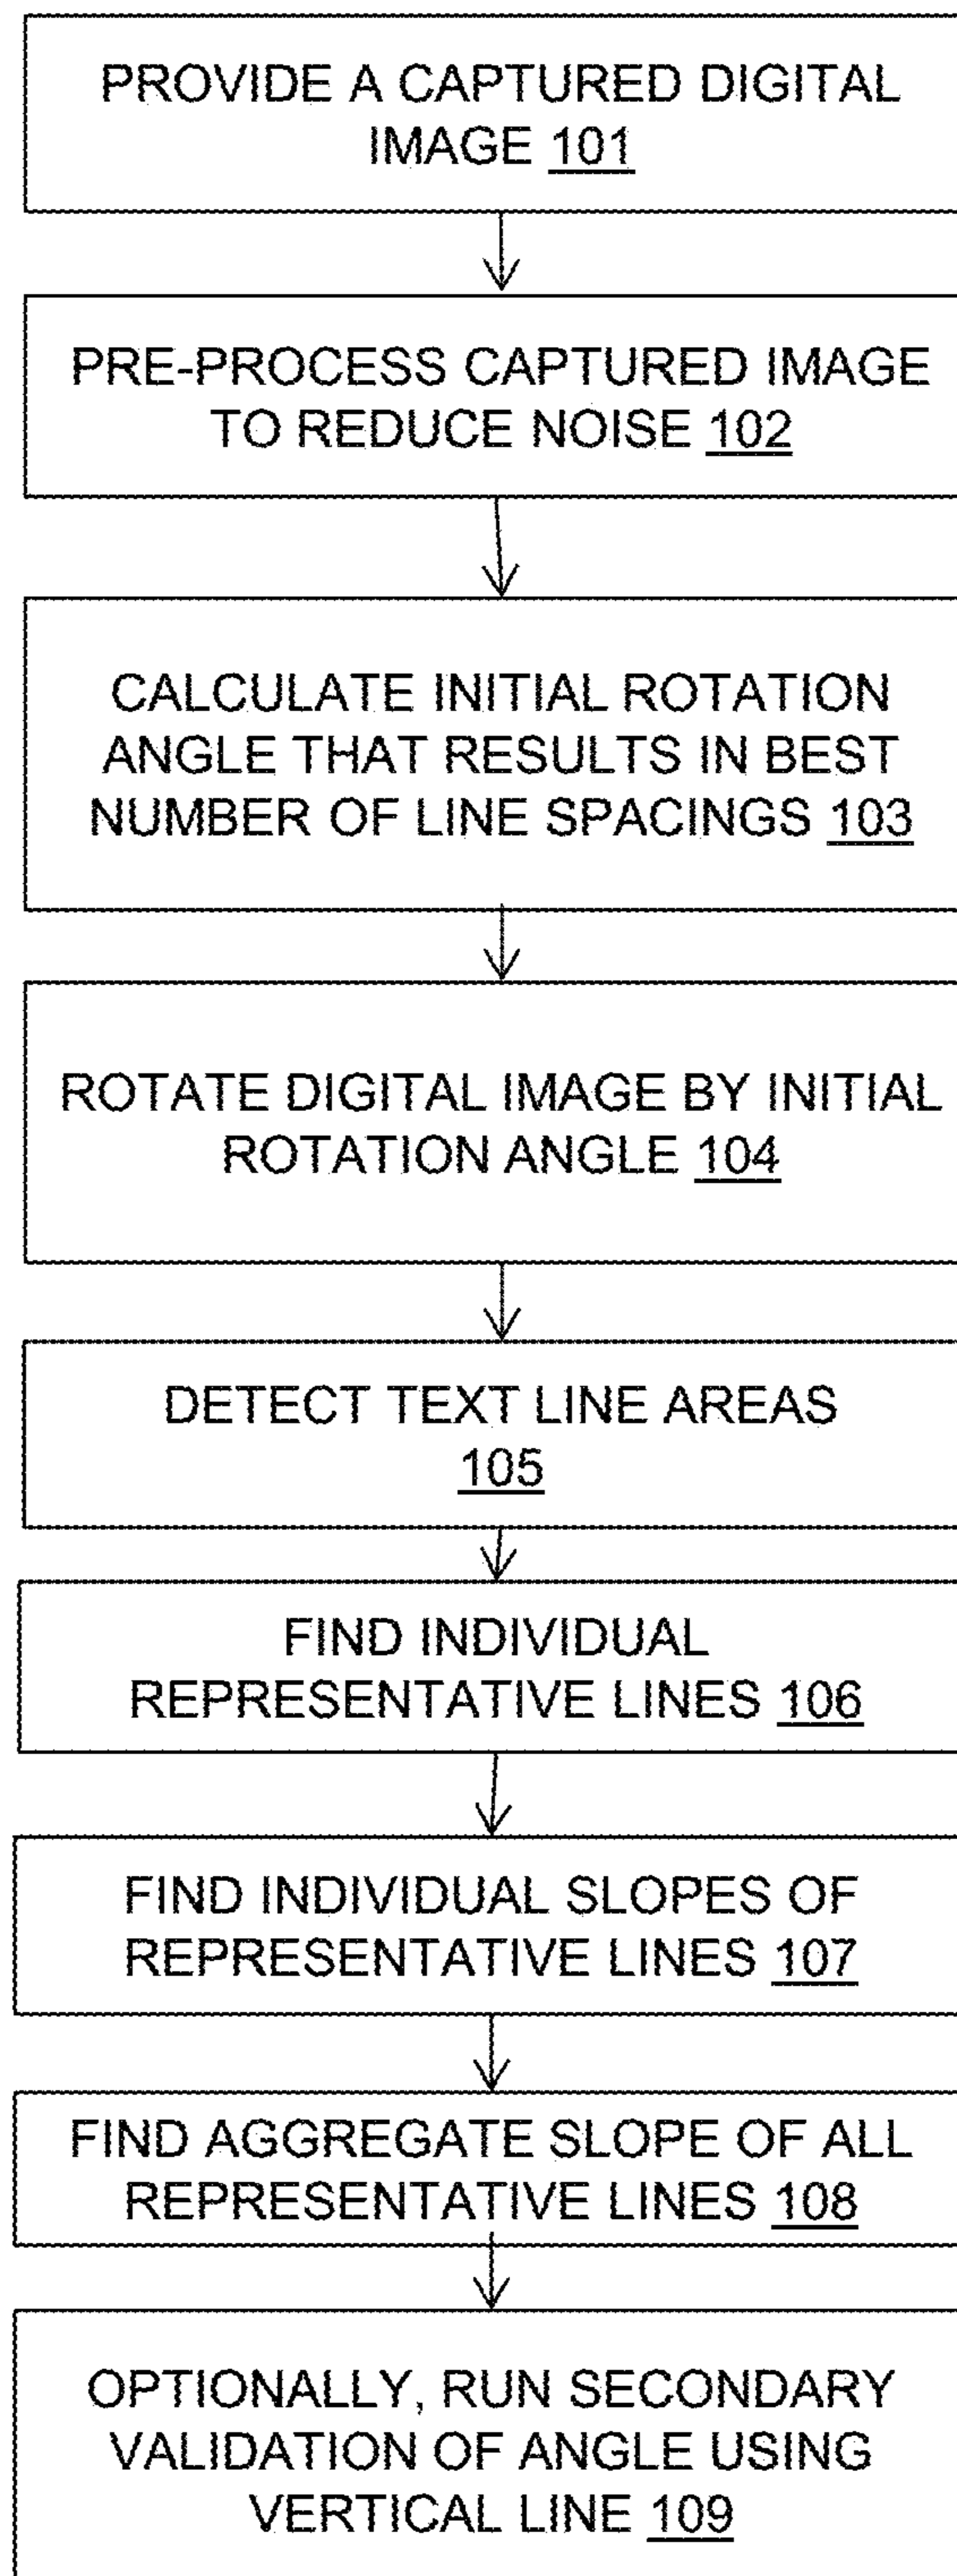 PROVIDE A CAPTURED DIGITAL
IMAGE 101
PRE-PROCESS CAPTURED IMAGE
TO REDUCE NOISE 102
CALCULATE INITIAL ROTATION
ANGLE THAT RESULTS IN BEST
NUMBER OF LINE SPACINGS 103
ROTATE DIGITAL IMAGE BY INITIAL
ROTATION ANGLE 104
DETECT TEXT LINE AREAS
105
FIND INDIVIDUAL
REPRESENTATIVE LINES 106
FIND INDIVIDUAL SLOPES OF
REPRESENTATIVE LINES 107
FIND AGGREGATE SLOPE OF ALL
REPRESENTATIVE LINES 108
OPTIONALLY, RUN SECONDARY
VALIDATION OF ANGLE USING
VERTICAL LINE 109